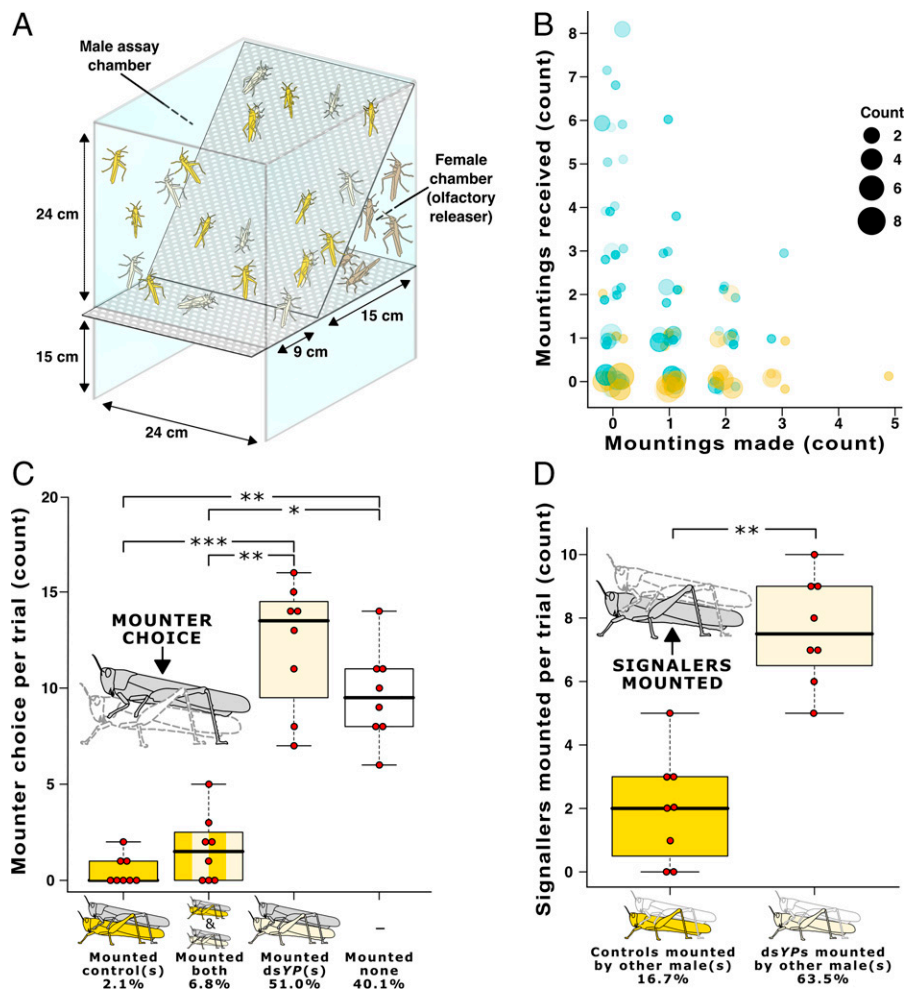 A
Male assay
chamber
Female
chamber
(olfactory
releaser)
24 cm
15 cm
15 cm
9 cm
24 cm
B
Mountings received (count)
8
7
6
5
4
3
2
1
0
0 1 2 3 4 5
Mountings made (count)
Count
2
4
6
8
C
Mounter choice per trial (count)
20
15
10
5
0
**
*
***
**
MOUNTER
CHOICE
&
–
Mounted
control(s)
2.1%
Mounted
both
6.8%
Mounted
dsYP(s)
51.0%
Mounted
none
40.1%
D
Signallers mounted per trial (count)
10
8
6
4
2
0
**
SIGNALERS
MOUNTED
Controls mounted
by other male(s)
16.7%
dsYPs mounted
by other male(s)
63.5%